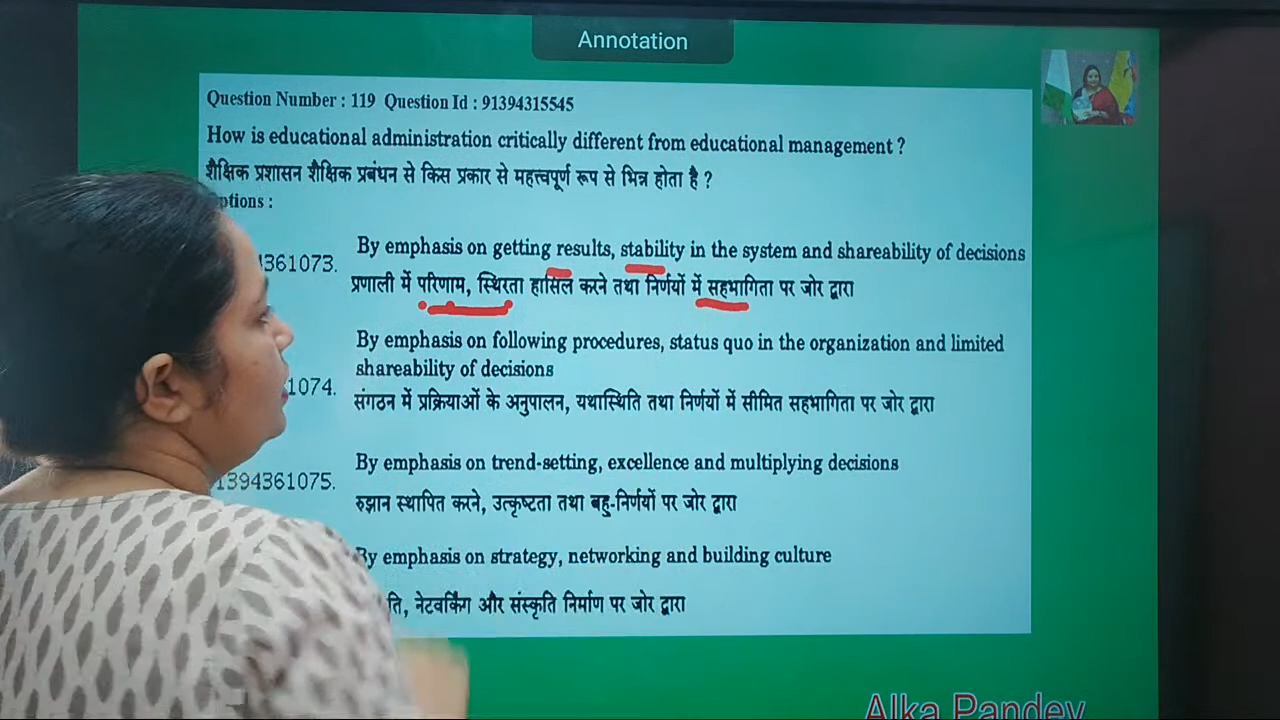 Annotation
Question Number : 119 Question Id : 91394315545
How is educational administration critically different from educational management ?
शैक्षिक प्रशासन शैक्षिक प्रबंधन से किस प्रकार से महत्त्वपूर्ण रूप से भिन्न होता है ?
ptions :
361073. By emphasis on getting results, stability in the system and shareability of decisions
प्रणाली में परिणाम, स्थिरता हासिल करने तथा निर्णयों में सहभागिता पर जोर द्वारा
By emphasis on following procedures, status quo in the organization and limited
1074. shareability of decisions
संगठन में प्रक्रियाओं के अनुपालन, यथास्थिति तथा निर्णयों में सीमित सहभागिता पर जोर द्वारा
1394361075. By emphasis on trend-setting, excellence and multiplying decisions
रुझान स्थापित करने, उत्कृष्टता तथा बहु-निर्णयों पर जोर द्वारा
By emphasis on strategy, networking and building culture
ति, नेटवर्किंग और संस्कृति निर्माण पर जोर द्वारा
Alka Pandey